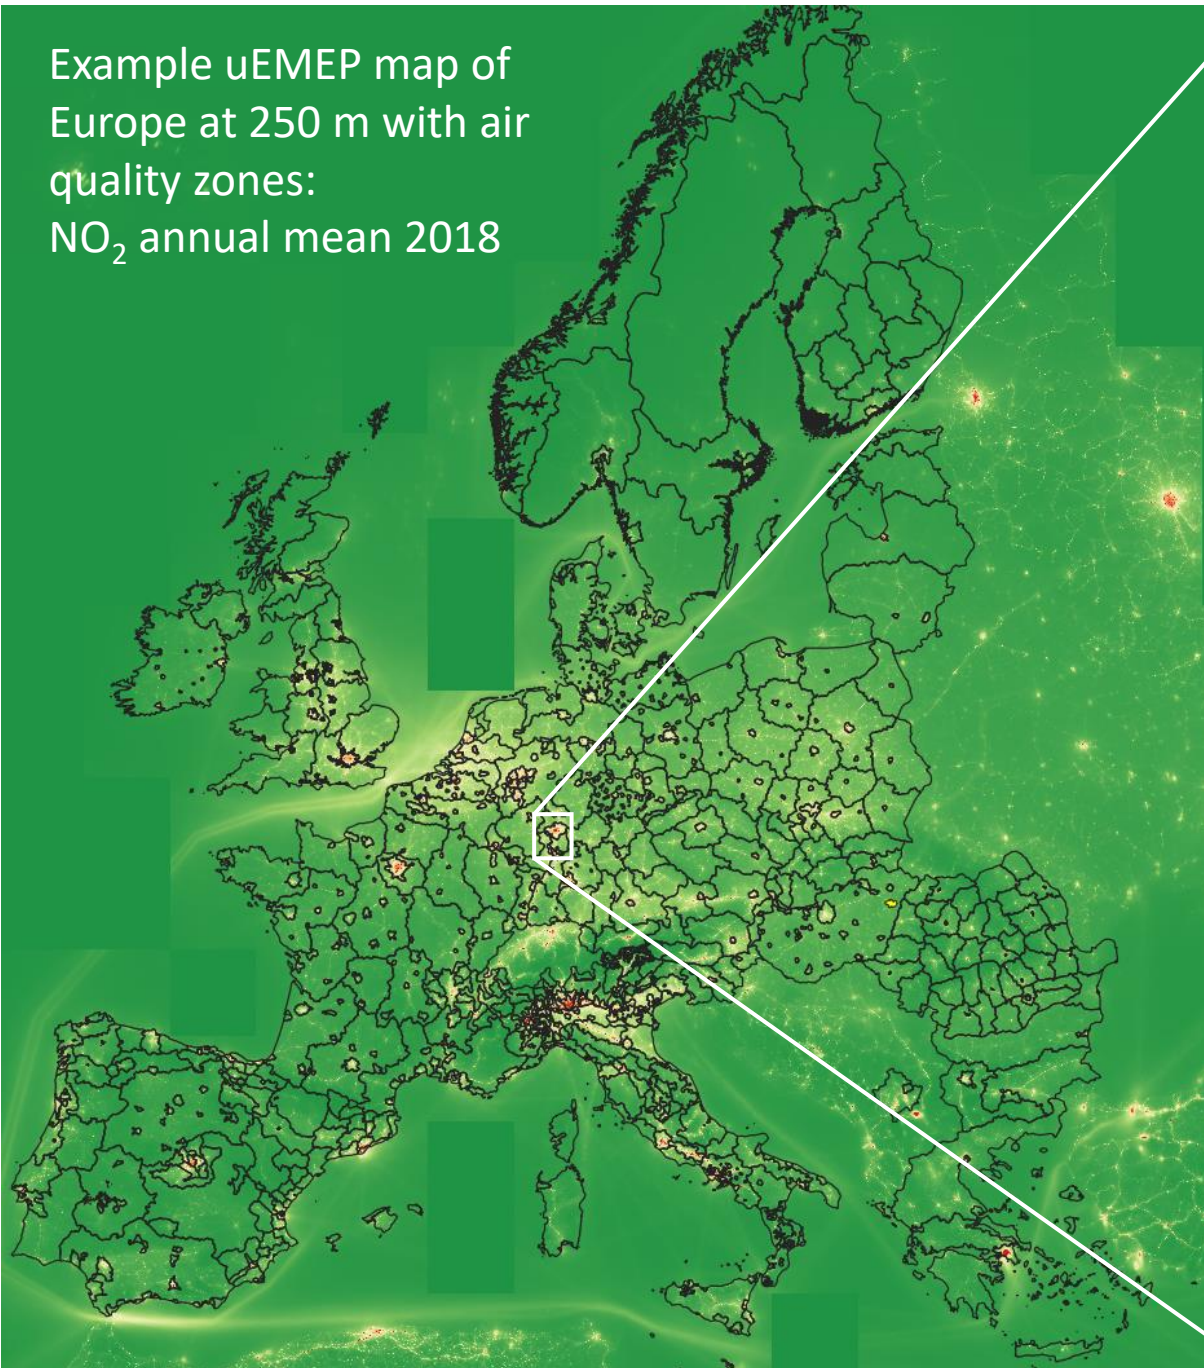 Example uEMEP map of
Europe at 250 m with air
quality zones:
NO₂ annual mean 2018